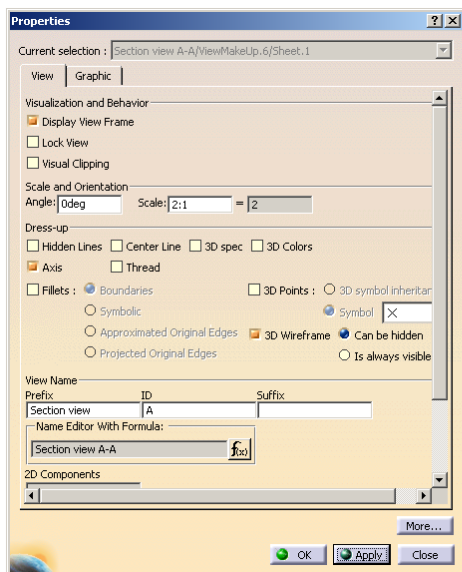 Properties
Current selection : Section view A-A/ViewMakeUp.6/Sheet.1
View Graphic
Visualization and Behavior
Display View Frame
Lock View
Visual Clipping
Scale and Orientation
Angle: 0deg Scale: 2:1 = 2
Dress-up
Hidden Lines Center Line 3D spec 3D Colors
Axis Thread
Fillets : Boundaries 3D Points : 3D symbol inheritan
Symbolic Symbol
Approximated Original Edges 3D Wireframe Can be hidden
Projected Original Edges Is always visible
View Name
Prefix ID Suffix
Section view A
Name Editor With Formula:
Section view A-A f(x)
2D Components
More...
OK Apply Close